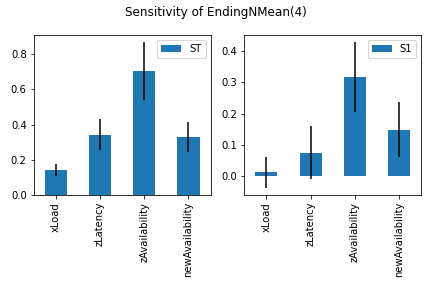 Sensitivity of EndingNMean(4)
ST
0.8
0.6
0.4
0.2
0.0
xLoad
zLatency
zAvailability
newAvailability
S1
0.4
0.3
0.2
0.1
0.0
xLoad
zLatency
zAvailability
newAvailability